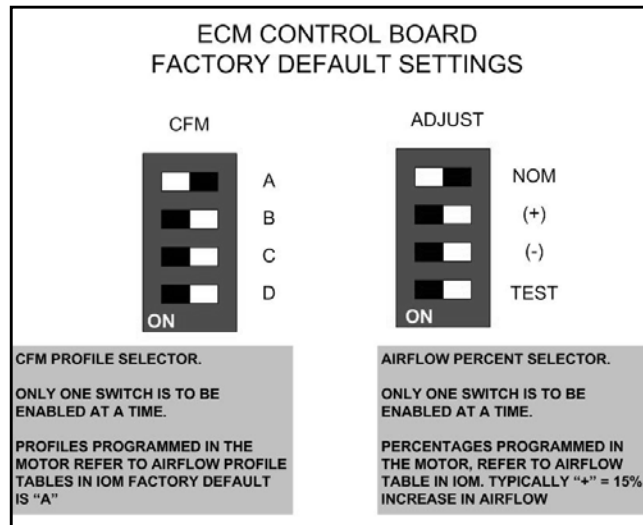 ECM CONTROL BOARD
FACTORY DEFAULT SETTINGS
CFM
A
B
C
D
ON
ADJUST
NOM
(+)
(-)
TEST
ON
CFM PROFILE SELECTOR.
ONLY ONE SWITCH IS TO BE
ENABLED AT A TIME.
PROFILES PROGRAMMED IN THE
MOTOR REFER TO AIRFLOW PROFILE
TABLES IN IOM FACTORY DEFAULT
IS “A”
AIRFLOW PERCENT SELECTOR.
ONLY ONE SWITCH IS TO BE
ENABLED AT A TIME.
PERCENTAGES PROGRAMMED IN
THE MOTOR, REFER TO AIRFLOW
TABLE IN IOM. TYPICALLY “+” = 15%
INCREASE IN AIRFLOW